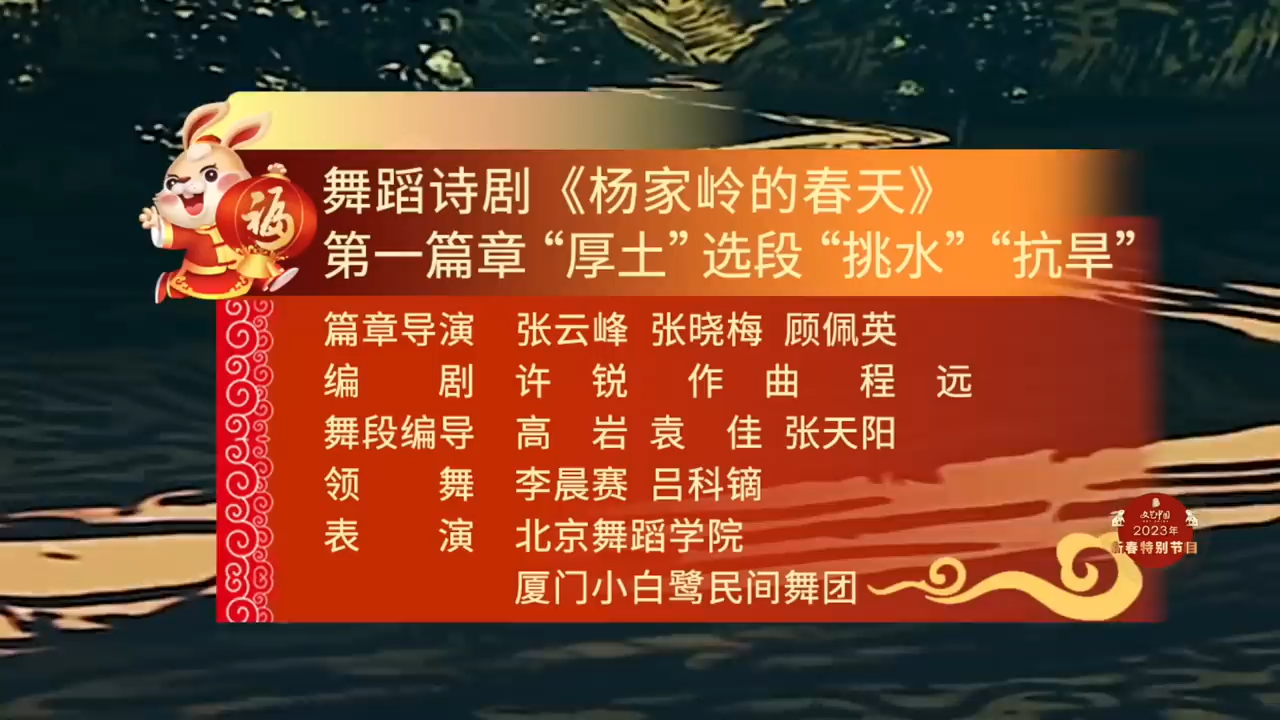 福
舞蹈诗剧《杨家岭的春天》
第一篇章“厚土”选段“挑水”“抗旱”
篇章导演 张云峰 张晓梅 顾佩英
编 剧 许 锐 作 曲 程 远
舞段编导 高 岩 袁 佳 张天阳
领 舞 李晨赛 吕科镝
表 演 北京舞蹈学院
厦门小白鹭民间舞团
文艺中国
2023年
新春特别节目